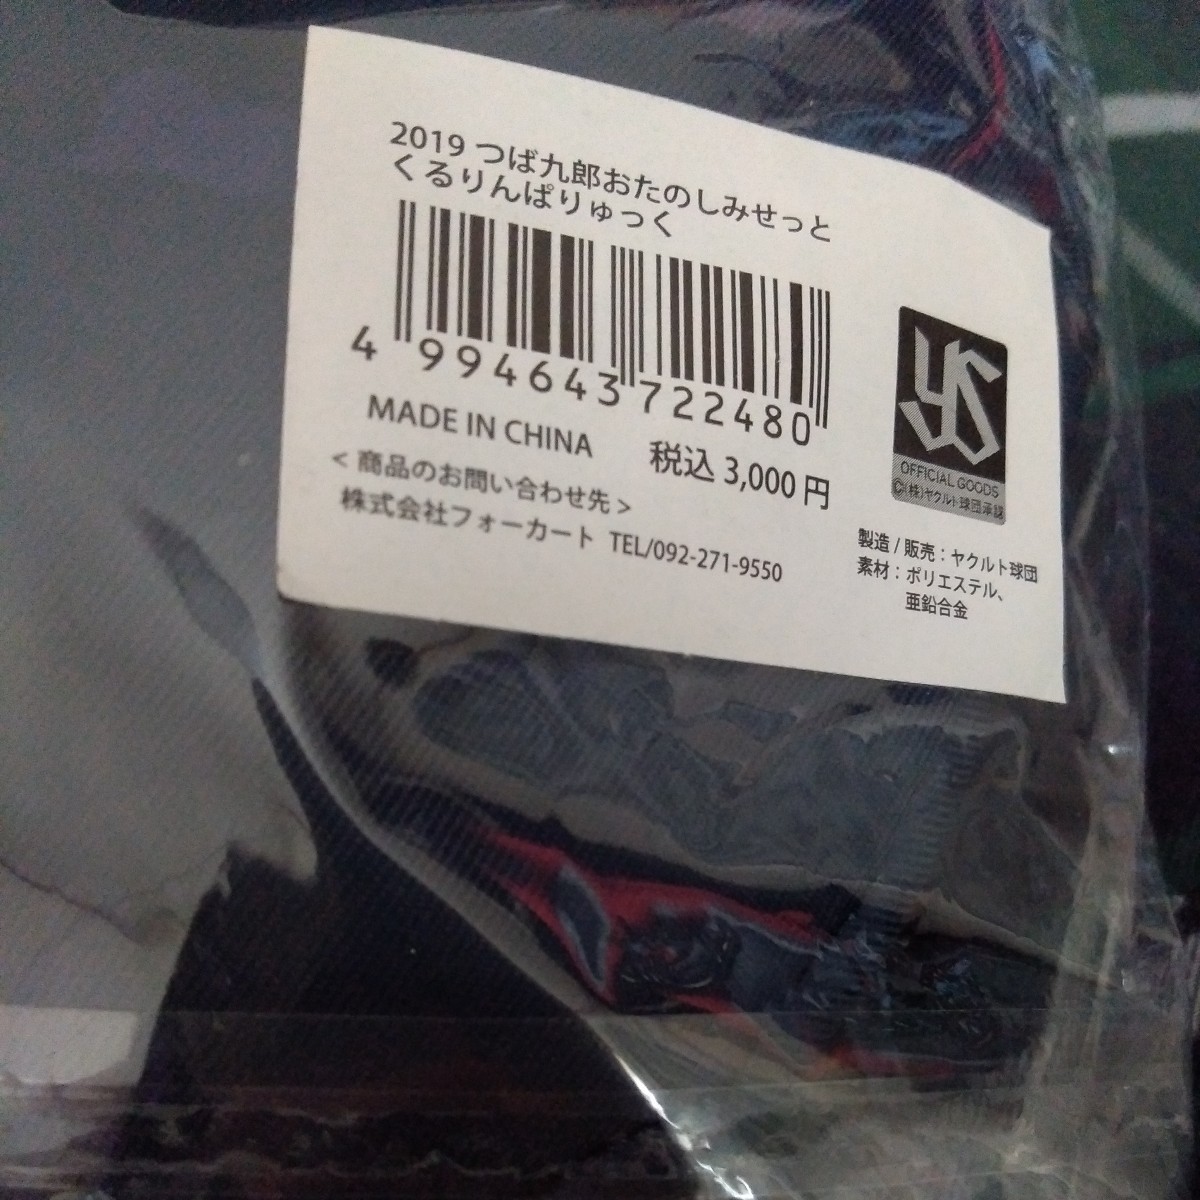 2019 つば九郎おたのしみせっと
くるりんぱりゅっく
4 994643 722480
MADE IN CHINA
税込 3,000 円
< 商品のお問い合わせ先 >
株式会社フォーカート TEL/092-271-9550
YS
OFFICIAL GOODS
©(株)ヤクルト球団承認
製造 / 販売：ヤクルト球団
素材：ポリエステル、
亜鉛合金